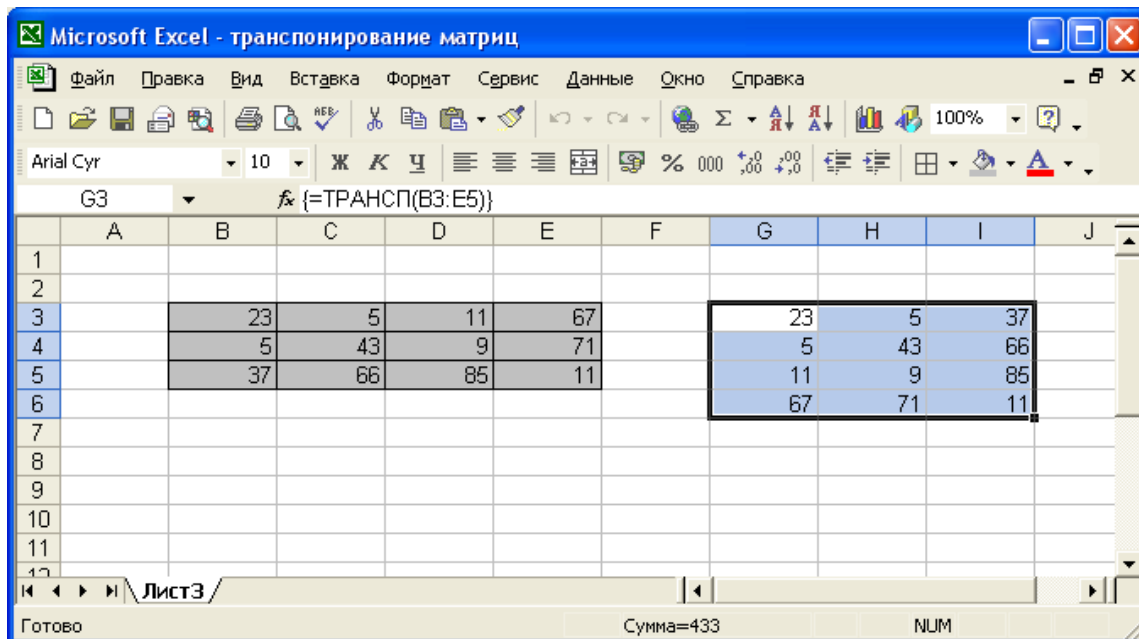 Microsoft Excel - транспонирование матриц
Файл Правка Вид Вставка Формат Сервис Данные Окно Справка
100%
Arial Cyr 10 Ж К Ч % 000
G3 fx {=ТРАНСП(B3:E5)}
A B C D E F G H I J
1
2
3 23 5 11 67 23 5 37
4 5 43 9 71 5 43 66
5 37 66 85 11 11 9 85
6 67 71 11
7
8
9
10
11
12
Лист3
Готово Сумма=433 NUM